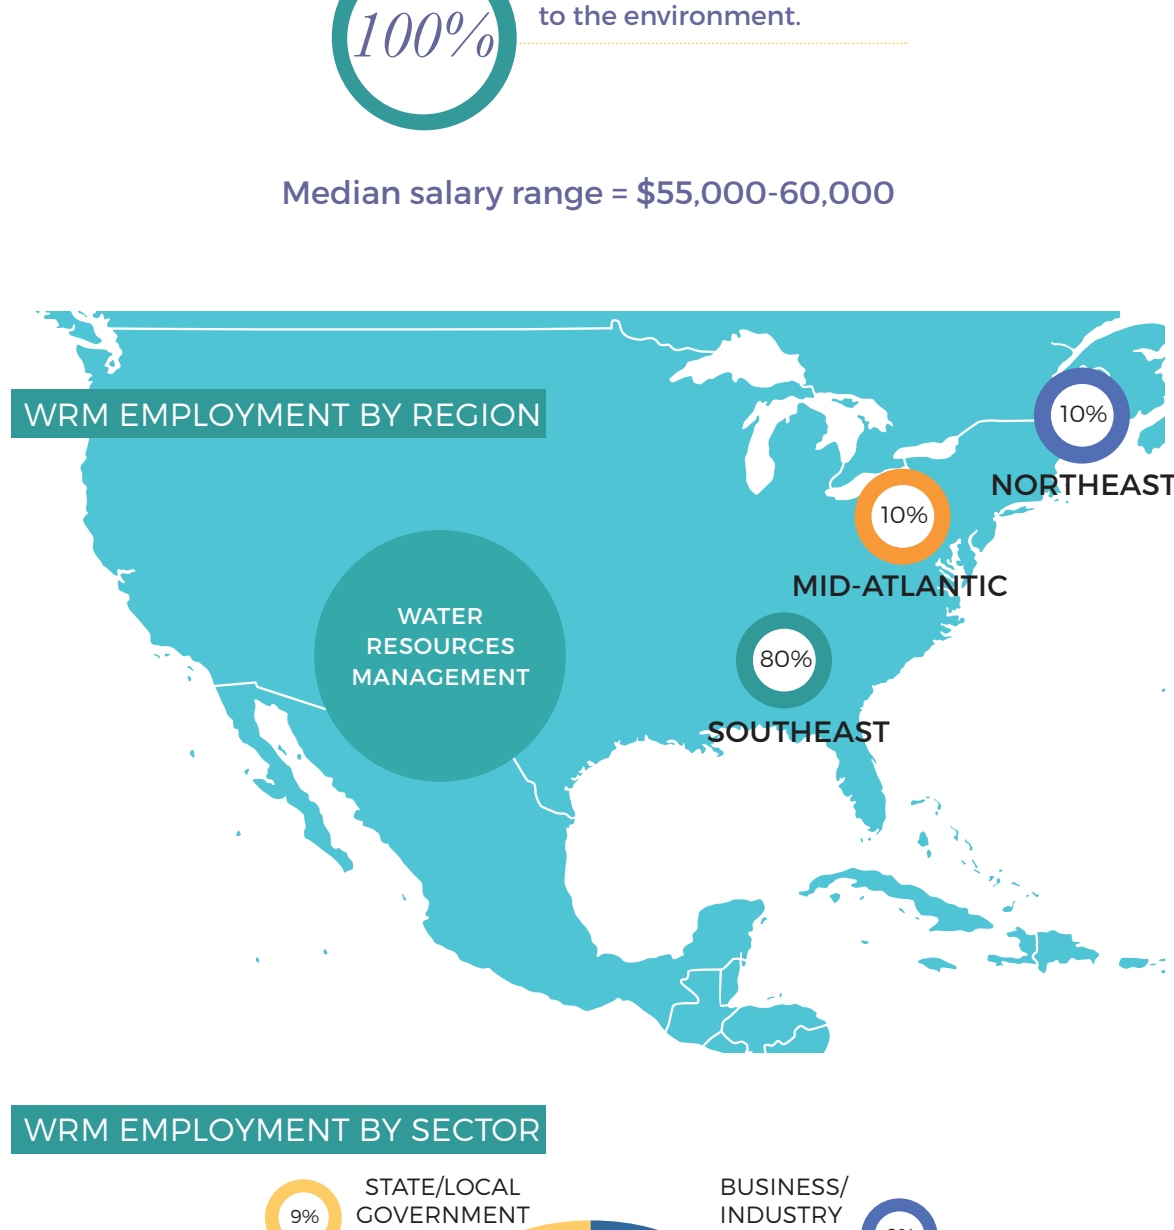 to the environment.
100%
Median salary range = $55,000-60,000
WRM EMPLOYMENT BY REGION
10%
NORTHEAST
10%
MID-ATLANTIC
WATER
RESOURCES
MANAGEMENT
80%
SOUTHEAST
WRM EMPLOYMENT BY SECTOR
STATE/LOCAL
GOVERNMENT
9%
BUSINESS/
INDUSTRY